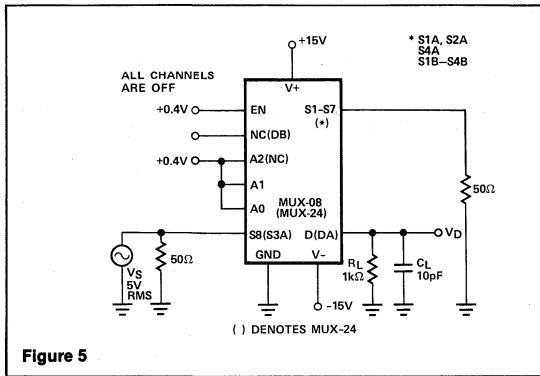 +15V
* S1A, S2A
S4A
S1B–S4B
ALL CHANNELS
ARE OFF
V+
+0.4V
EN
S1–S7
(*)
NC(DB)
+0.4V
A2(NC)
A1
A0
MUX-08
(MUX-24)
50Ω
S8(S3A)
D(DA)
VD
GND
V–
VS
5V
RMS
50Ω
RL
1kΩ
CL
10pF
-15V
( ) DENOTES MUX-24
Figure 5